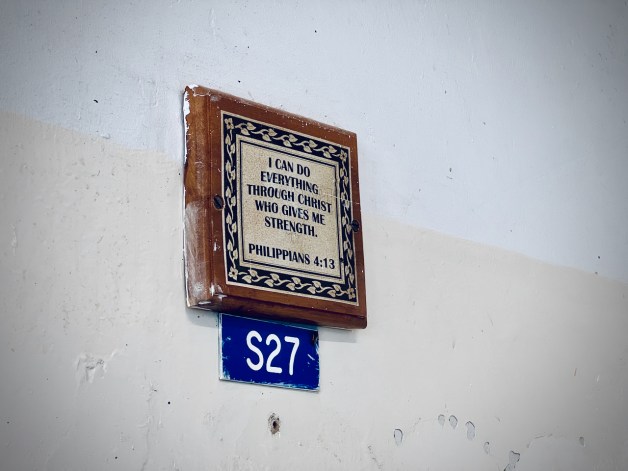 I CAN DO
EVERYTHING
THROUGH CHRIST
WHO GIVES ME
STRENGTH.
PHILIPPIANS 4:13
S27